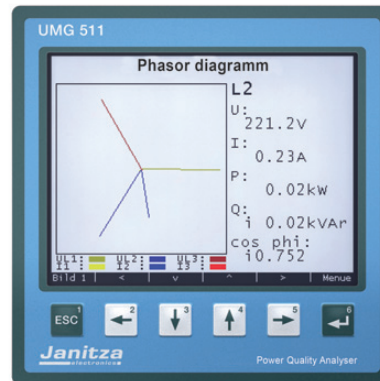 UMG 511
Phasor diagramm
L2
U:
221.2V
I:
0.23A
P:
0.02kW
Q:
i 0.02kVAr
cos phi:
i0.752
UL1: UL2: UL3:
I1 : I2 : I3 :
Bild 1 < v ^ > Menue
ESC 1 2 3 4 5 6
Janitza
electronics
Power Quality Analyser